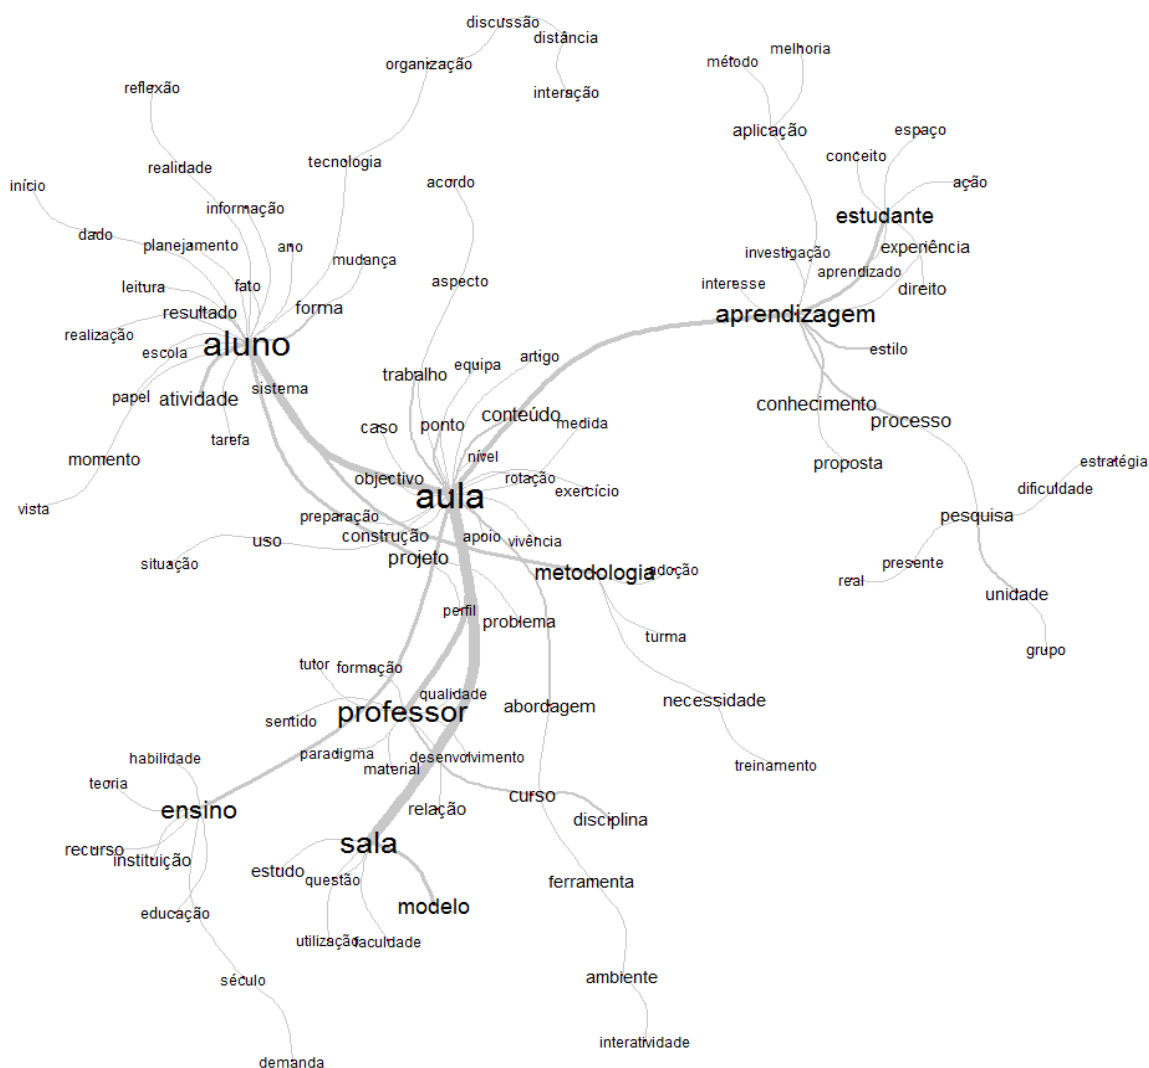 discussão
distância
organização
melhoria
método
reflexão
interação
aplicação
espaço
conceito
tecnologia
realidade
acordo
ação
início
informação
estudante
dado
planejamento
ano
mudança
investigação
experiência
aprendizado
leitura
fato
aspecto
interesse
direito
resultado
forma
aprendizagem
realização
aluno
escola
estilo
equipa
artigo
trabalho
sistema
papel
atividade
conhecimento
conteúdo
processo
caso
ponto
medida
tarefa
momento
nível
proposta
estratégia
objectivo
rotação
dificuldade
aula
exercício
vista
preparação
pesquisa
construção
apoio
vivência
uso
situação
projeto
metodologia
adoção
presente
real
unidade
perfil
problema
turma
grupo
tutor
formação
qualidade
necessidade
abordagem
professor
sentido
habilidade
paradigma
desenvolvimento
material
treinamento
teoria
curso
ensino
relação
disciplina
sala
recurso
instituição
estudo
questão
ferramenta
modelo
educação
utilização
faculdade
século
ambiente
interatividade
demanda